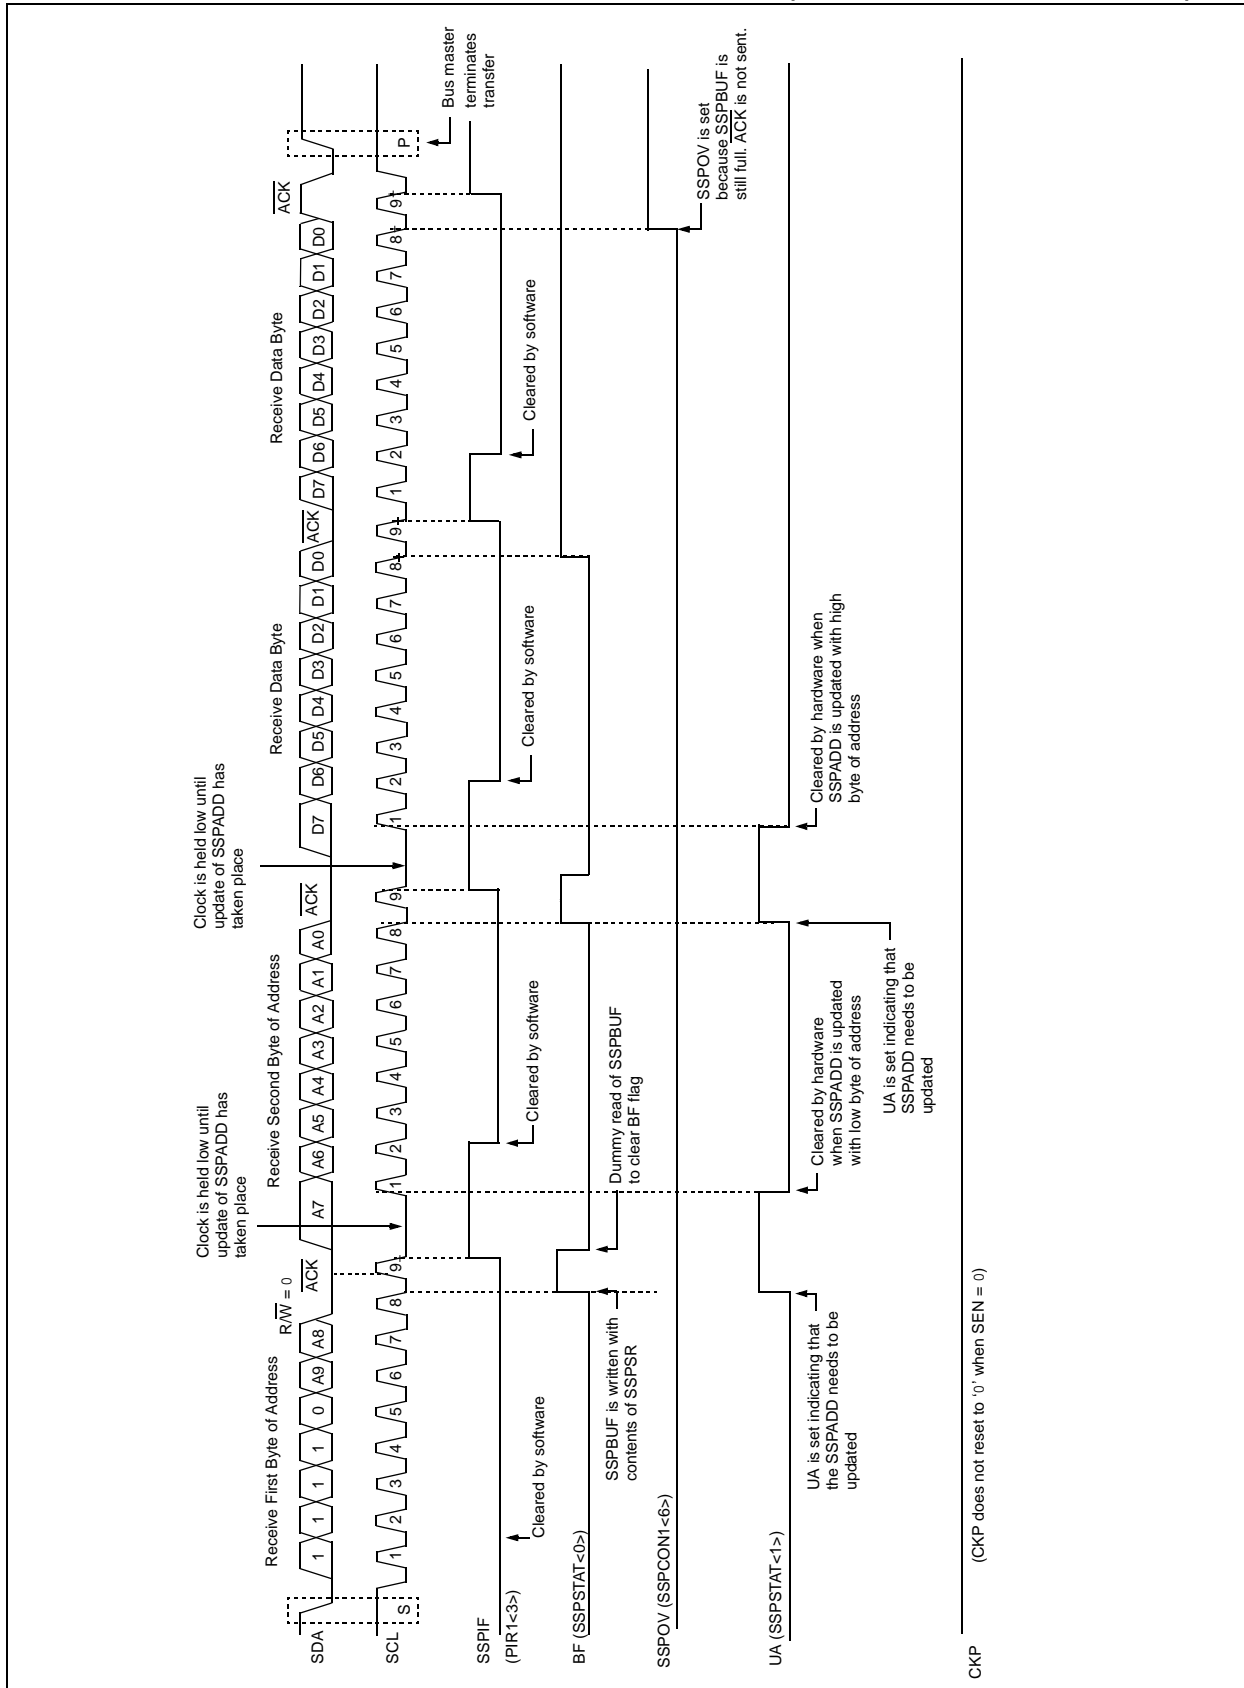 Clock is held low until
update of SSPADD has
taken place
Clock is held low until
update of SSPADD has
taken place
Receive First Byte of Address
R/W = 0
Receive Second Byte of Address
Receive Data Byte
Receive Data Byte
SDA
1 1 1 1 0 A9 A8 ACK A7 A6 A5 A4 A3 A2 A1 A0 ACK D7 D6 D5 D4 D3 D2 D1 D0 ACK D7 D6 D5 D4 D3 D2 D1 D0 ACK
SCL
S 1 2 3 4 5 6 7 8 9 1 2 3 4 5 6 7 8 9 1 2 3 4 5 6 7 8 9 1 2 3 4 5 6 7 8 9 P
Bus master
terminates
transfer
SSPIF
(PIR1<3>)
Cleared by software
Cleared by software
Cleared by software
Cleared by software
BF (SSPSTAT<0>)
SSPBUF is written with
contents of SSPSR
Dummy read of SSPBUF
to clear BF flag
SSPOV (SSPCON1<6>)
SSPOV is set
because SSPBUF is
still full. ACK is not sent.
UA (SSPSTAT<1>)
UA is set indicating that
the SSPADD needs to be
updated
Cleared by hardware
when SSPADD is updated
with low byte of address
UA is set indicating that
SSPADD needs to be
updated
Cleared by hardware when
SSPADD is updated with high
byte of address
CKP
(CKP does not reset to ‘0’ when SEN = 0)